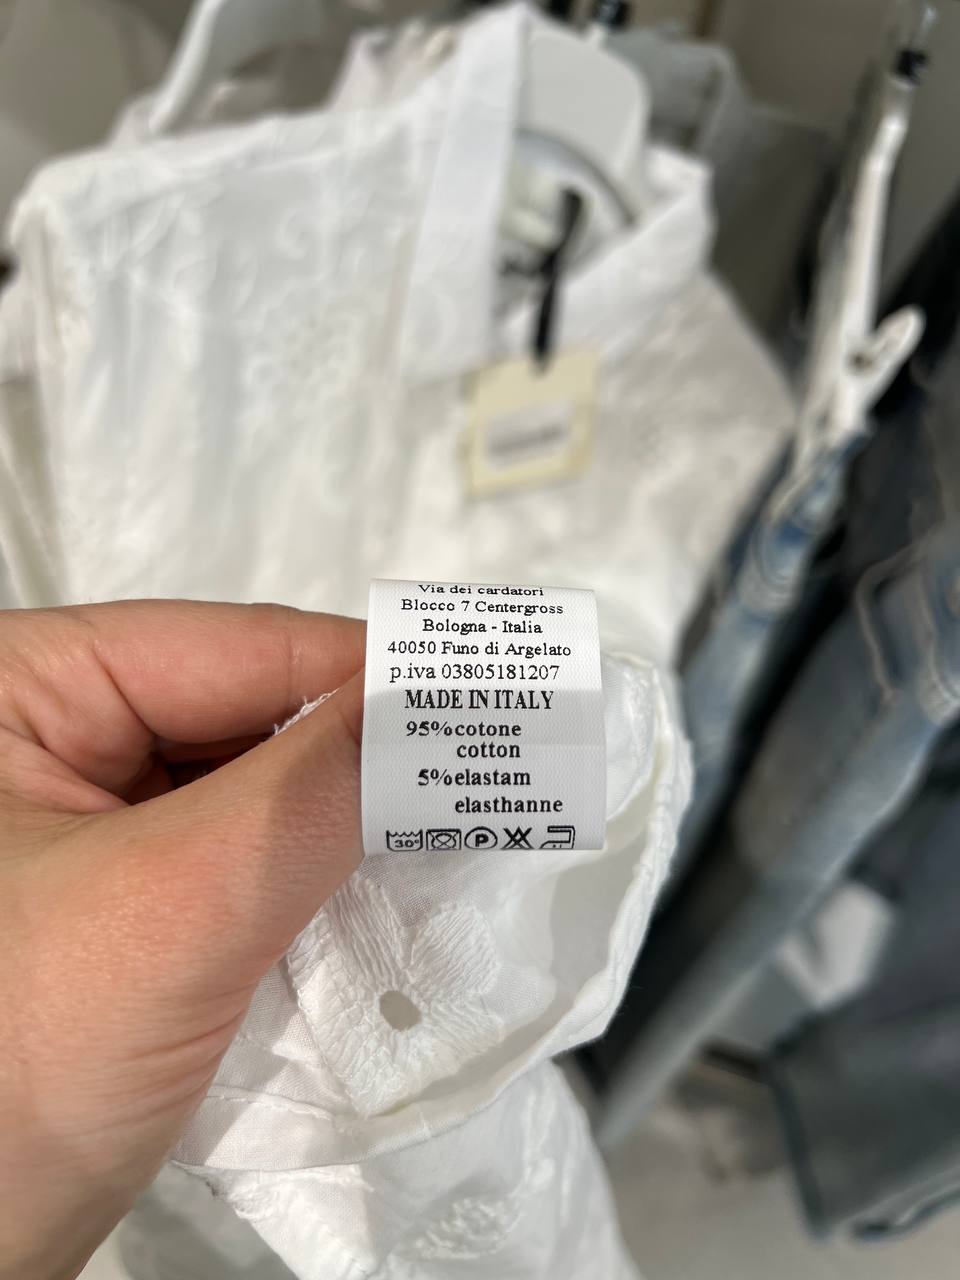 Via dei cardatori
Blocco 7 Centergross
Bologna - Italia
40050 Funo di Argelato
p.iva 03805181207
MADE IN ITALY
95% cotone
cotton
5% elastam
elasthanne
30° P